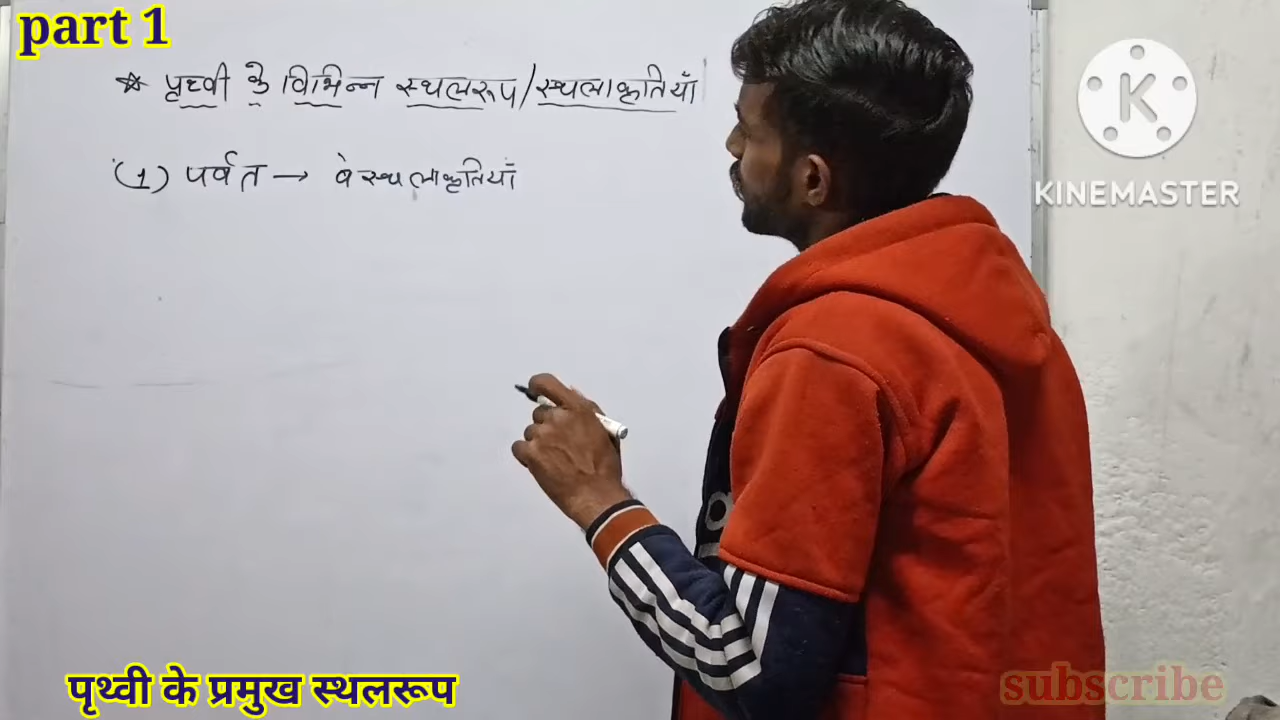 part 1
☆ पृथ्वी के विभिन्न स्थलरूप/स्थलाकृतियाँ
(1) पर्वत → वे स्थलाकृतियाँ
K
KINEMASTER
पृथ्वी के प्रमुख स्थलरूप
subscribe